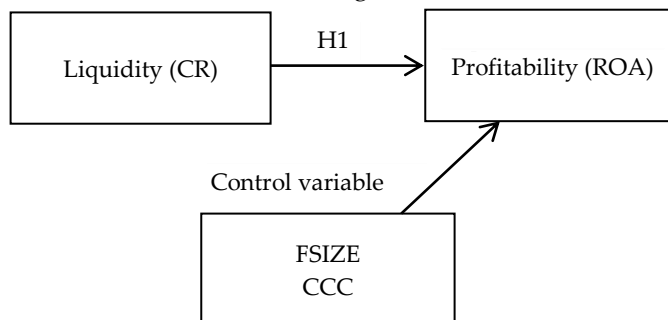 H1
Liquidity (CR)
Profitability (ROA)
Control variable
FSIZE
CCC